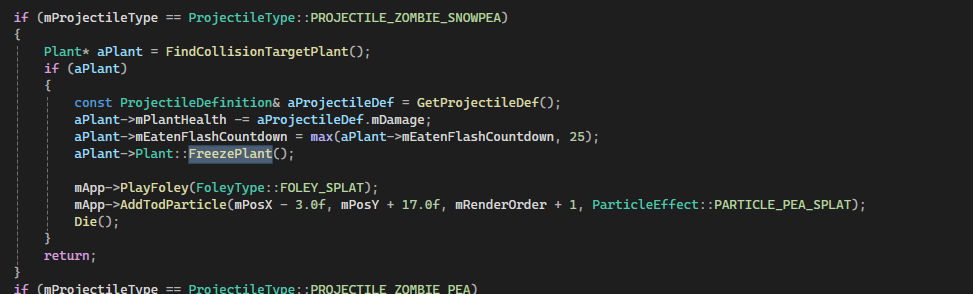 if (mProjectileType == ProjectileType::PROJECTILE_ZOMBIE_SNOWPEA)
{
Plant* aPlant = FindCollisionTargetPlant();
if (aPlant)
{
const ProjectileDefinition& aProjectileDef = GetProjectileDef();
aPlant->mPlantHealth -= aProjectileDef.mDamage;
aPlant->mEatenFlashCountdown = max(aPlant->mEatenFlashCountdown, 25);
aPlant->Plant::FreezePlant();
mApp->PlayFoley(FoleyType::FOLEY_SPLAT);
mApp->AddTodParticle(mPosX - 3.0f, mPosY + 17.0f, mRenderOrder + 1, ParticleEffect::PARTICLE_PEA_SPLAT);
Die();
}
return;
}
if (mProjectileType == ProjectileType::PROJECTILE_ZOMBIE_PEA)